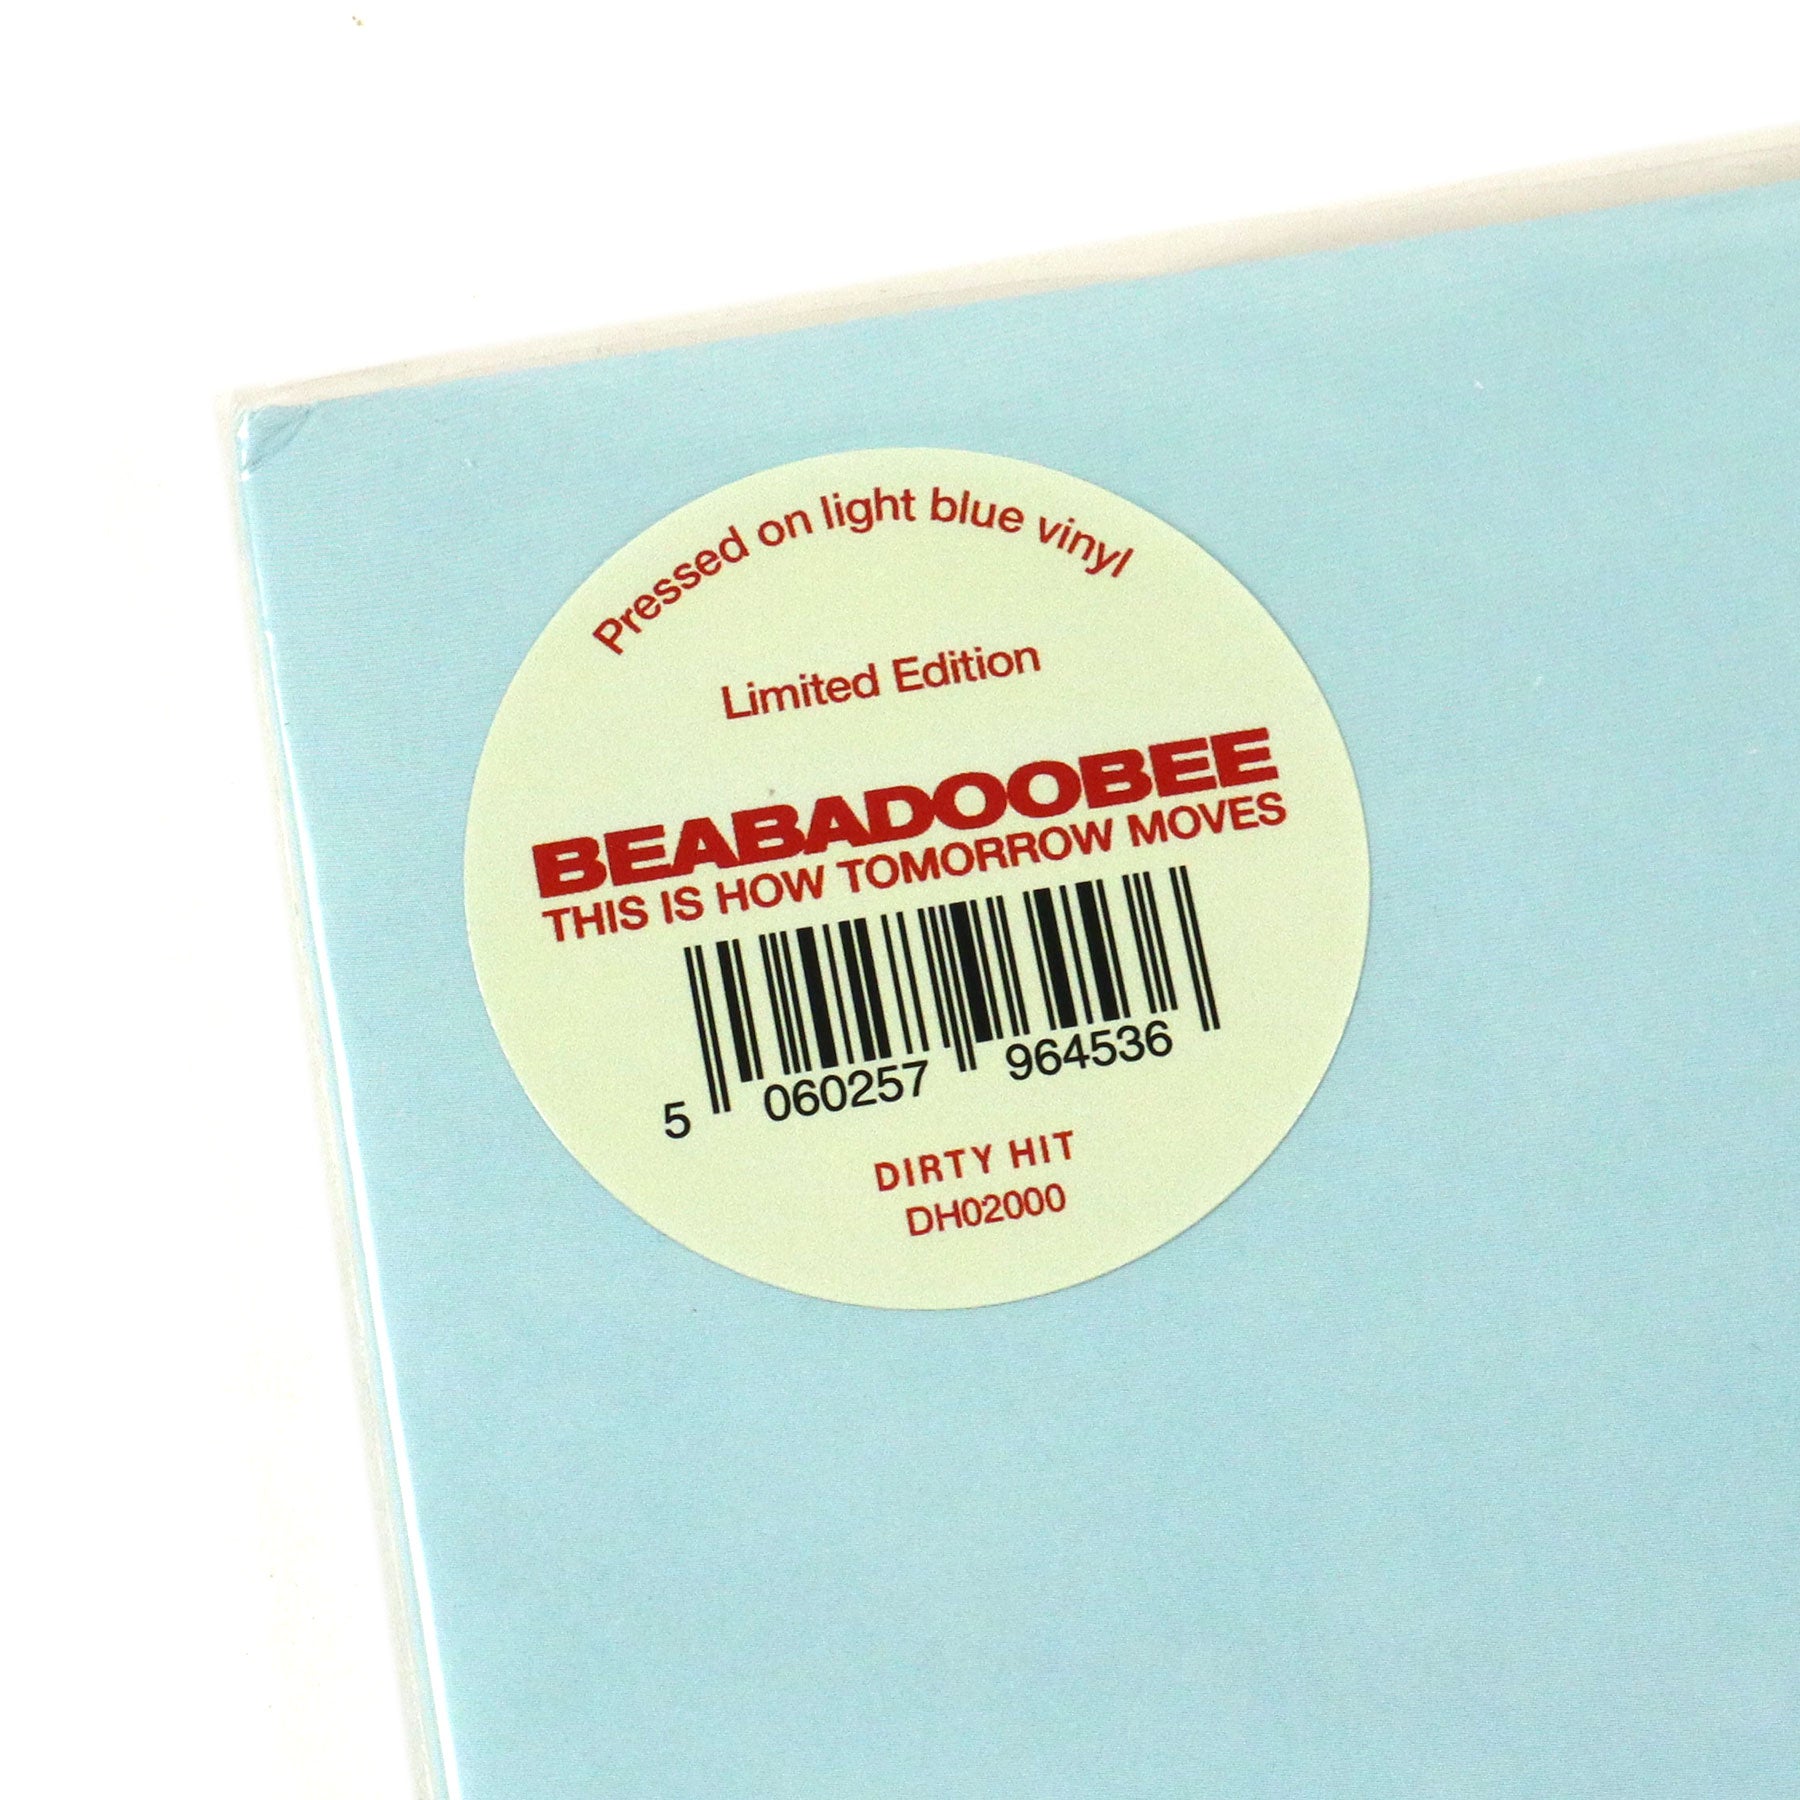 Pressed on light blue vinyl
Limited Edition
BEABADOOBEE
THIS IS HOW TOMORROW MOVES
5 060257 964536
DIRTY HIT
DH02000